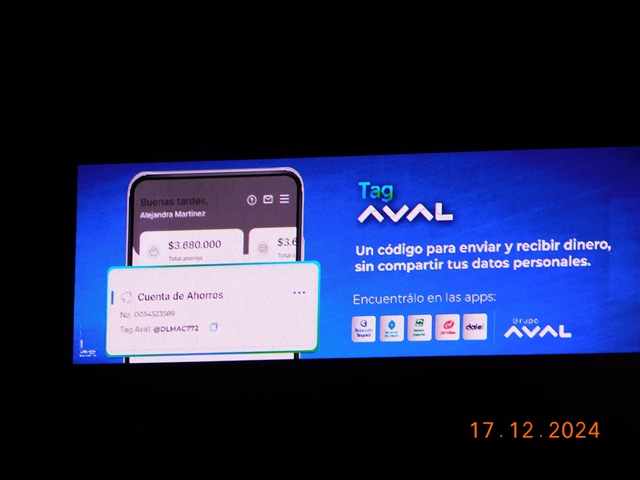 Buenas tardes,
Alejandra Martínez
$3.680.000
Total ahorros
$3.6
Total
Cuenta de Ahorros
No. 0034523589
Tag Aval: @DLMAC772
Tag
AVAL
Un código para enviar y recibir dinero,
sin compartir tus datos personales.
Encuentrálo en las apps:
dale!
Grupo
AVAL
17.12.2024